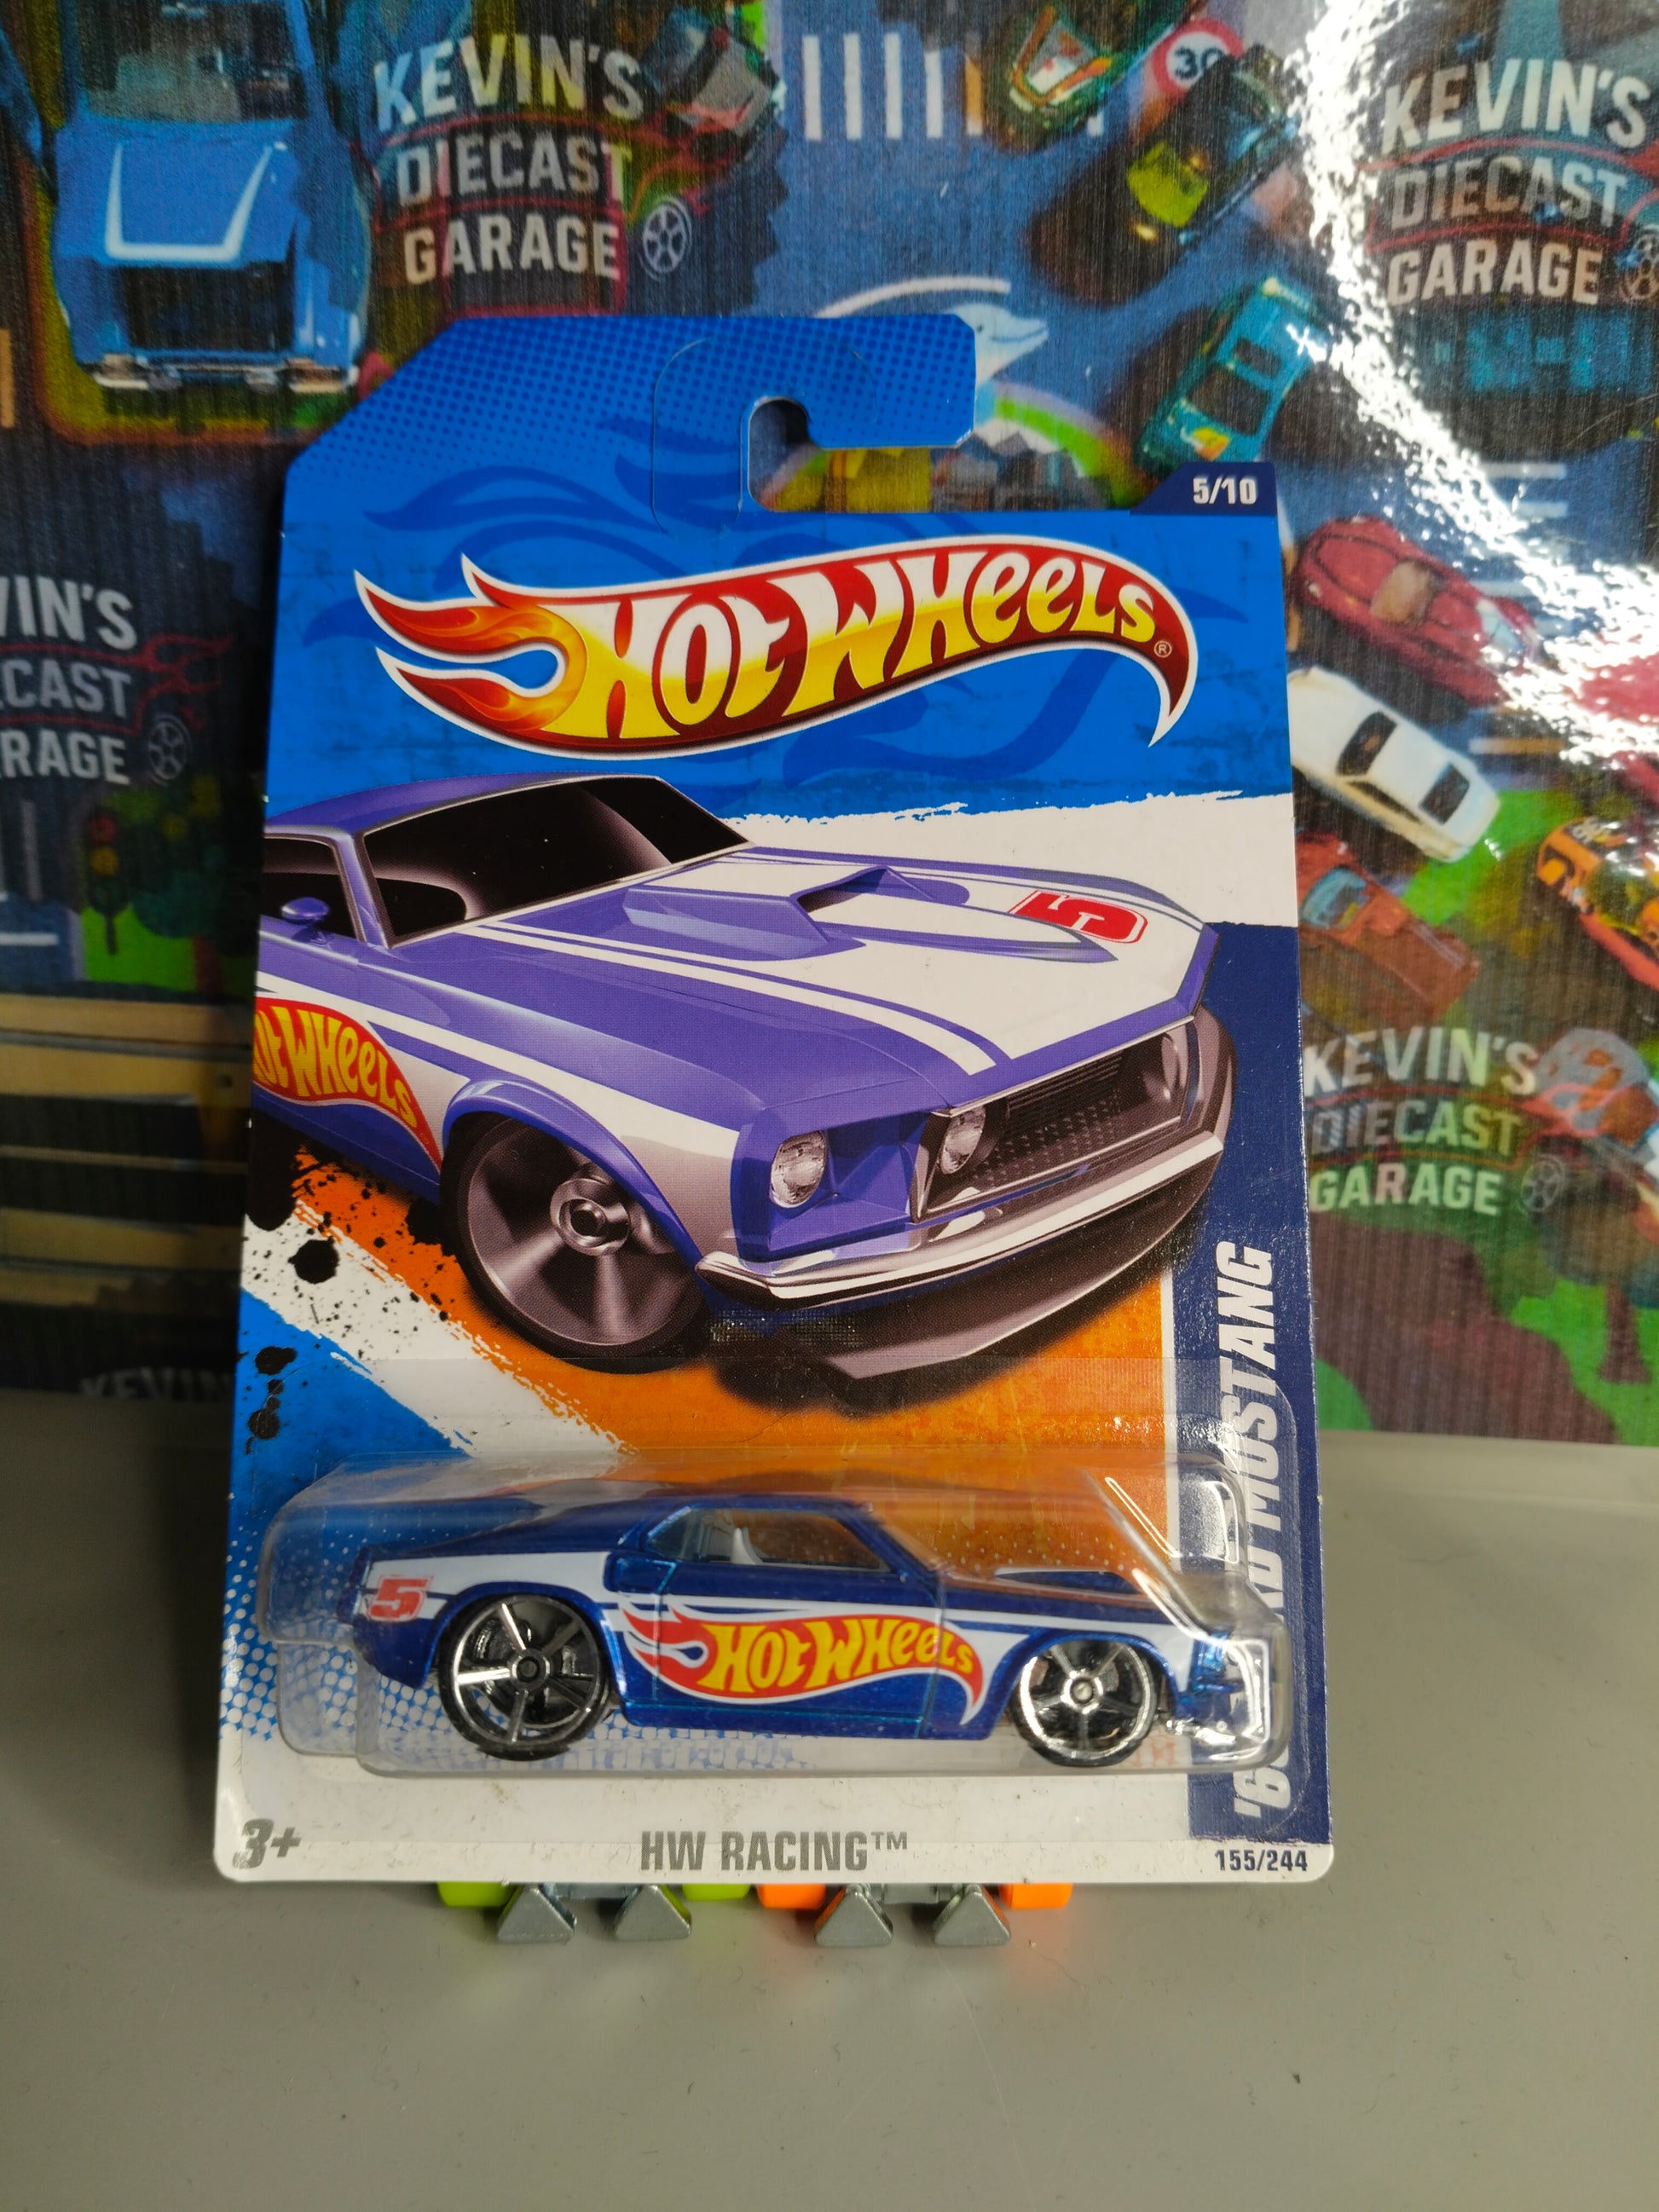 KEVIN'S
DIECAST
GARAGE
30
KEVIN'S
DIECAST
GARAGE
5/10
HOT WHEELS®
VIN'S
ECAST
RAGE
5
HOT WHEELS
KEVIN'S
DIECAST
GARAGE
MUSTANG
5
HOT WHEELS
3+
HW RACING™
155/244